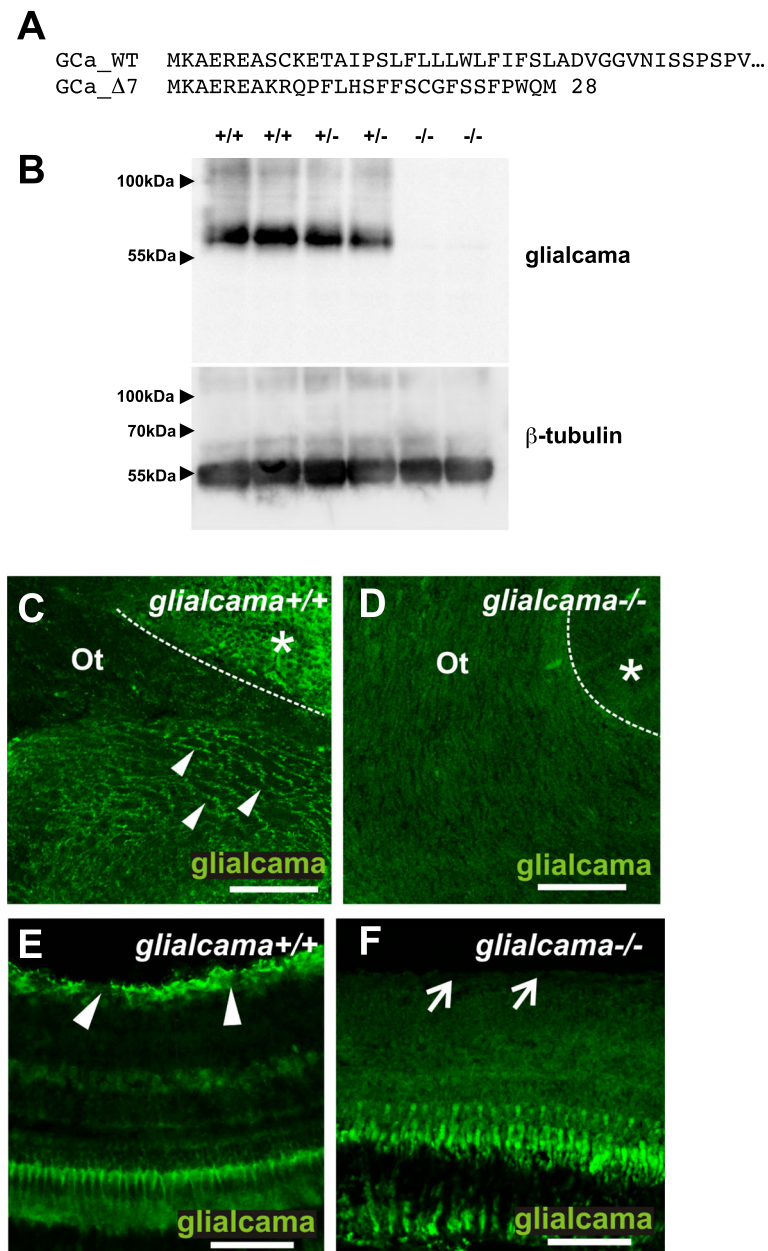 A
GCa_WT MKAEREASCKETAIPSLFLLLWLFIFSLADVGGVNISSPSPV…
GCa_Δ7 MKAEREAKRQPFLHSFFSCGFSSFPWQM 28
+/+ +/+ +/- +/- -/- -/-
B
100kDa
55kDa
glialcama
100kDa
70kDa
55kDa
β-tubulin
C
glialcama+/+
*
Ot
glialcama
D
glialcama-/-
Ot
*
glialcama
E
glialcama+/+
glialcama
F
glialcama-/-
glialcama